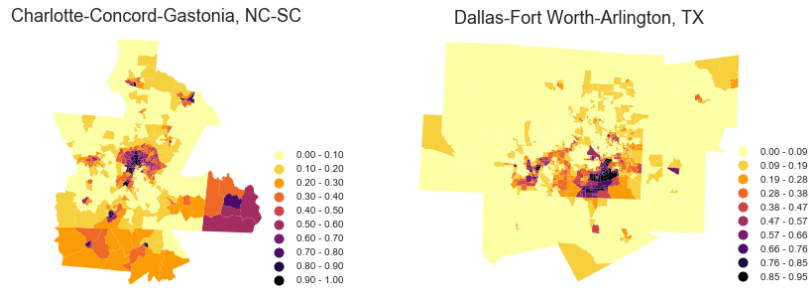 Charlotte-Concord-Gastonia, NC-SC
0.00 - 0.10
0.10 - 0.20
0.20 - 0.30
0.30 - 0.40
0.40 - 0.50
0.50 - 0.60
0.60 - 0.70
0.70 - 0.80
0.80 - 0.90
0.90 - 1.00
Dallas-Fort Worth-Arlington, TX
0.00 - 0.09
0.09 - 0.19
0.19 - 0.28
0.28 - 0.38
0.38 - 0.47
0.47 - 0.57
0.57 - 0.66
0.66 - 0.76
0.76 - 0.85
0.85 - 0.95